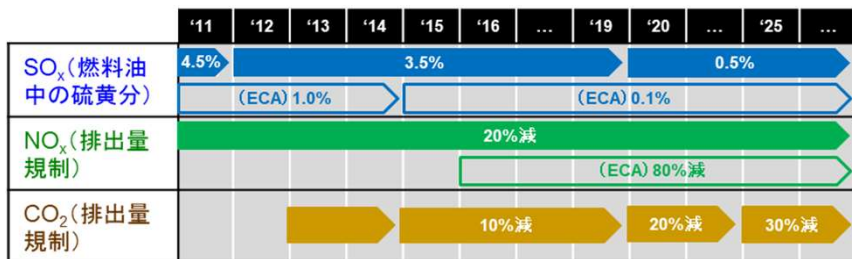 ‘11 ‘12 ‘13 ‘14 ‘15 ‘16 … ‘19 ‘20 … ‘25 …
SOx(燃料油
中の硫黄分)
4.5% 3.5% 0.5%
(ECA) 1.0% (ECA) 0.1%
NOx(排出量
規制)
20%減
(ECA) 80%減
CO2(排出量
規制)
10%減 20%減 30%減